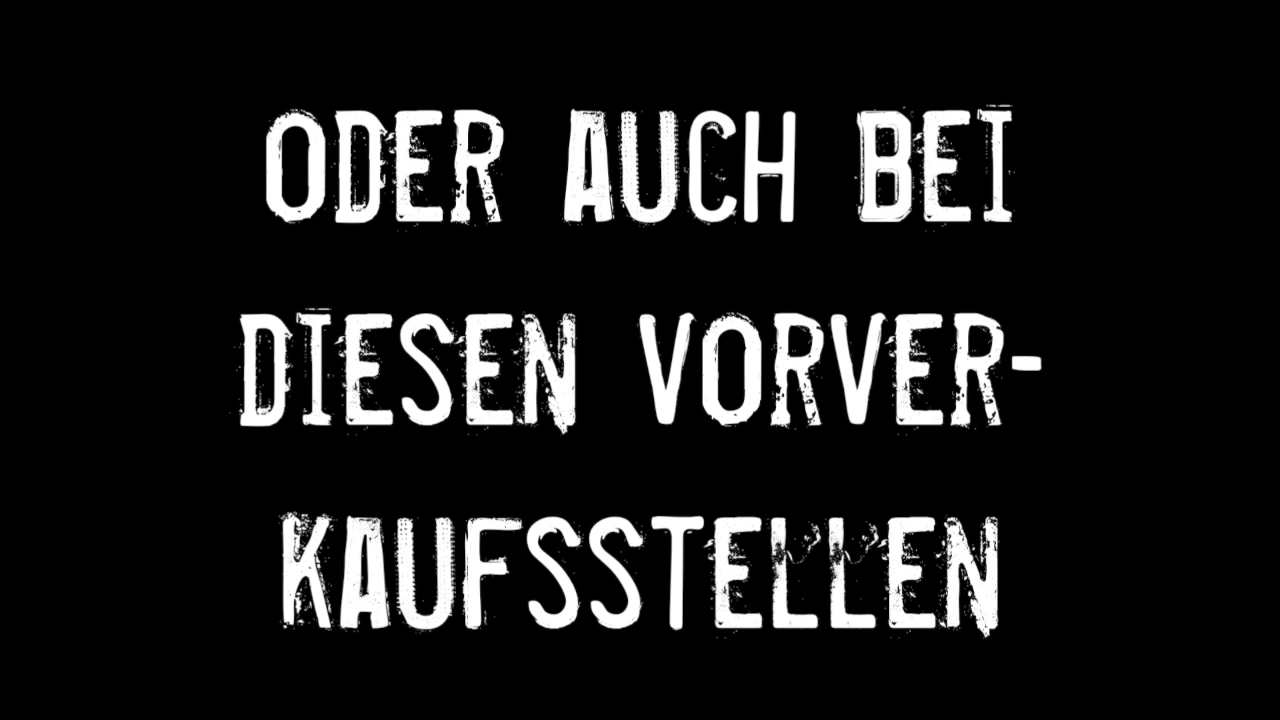 ODER AUCH BEI
DIESEN VORVER-
KAUFSSTELLEN